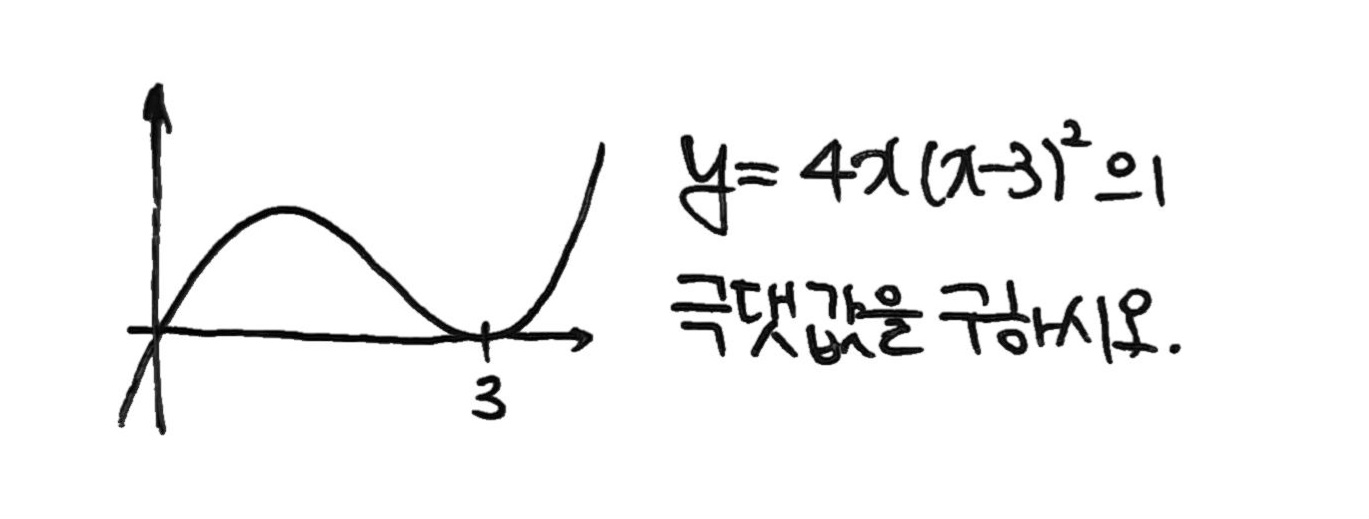 y = 4x(x-3)² 의
극댓값을 구하시오.
3